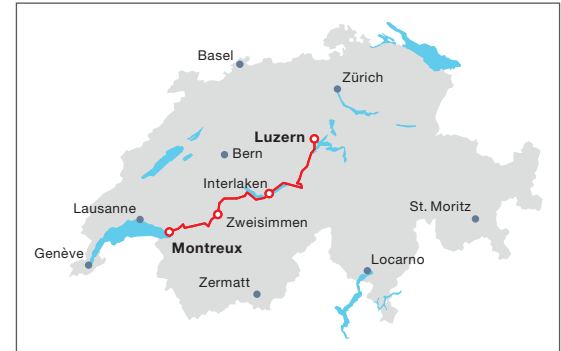 Basel
Zürich
Luzern
Bern
Interlaken
Lausanne
St. Moritz
Zweisimmen
Montreux
Genève
Locarno
Zermatt